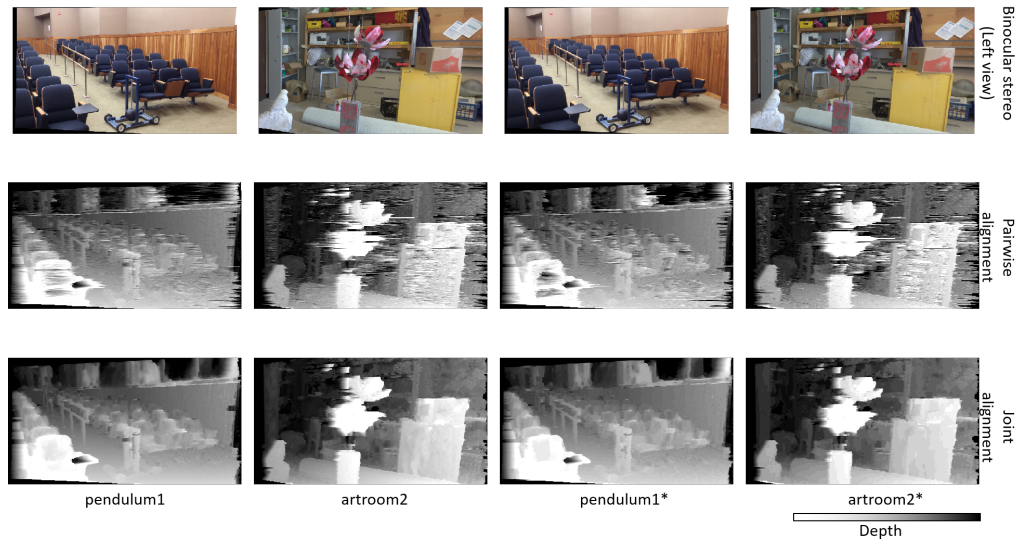 Binocular stereo
(Left view)
Pairwise
alignment
Joint
alignment
pendulum1
artroom2
pendulum1*
artroom2*
Depth